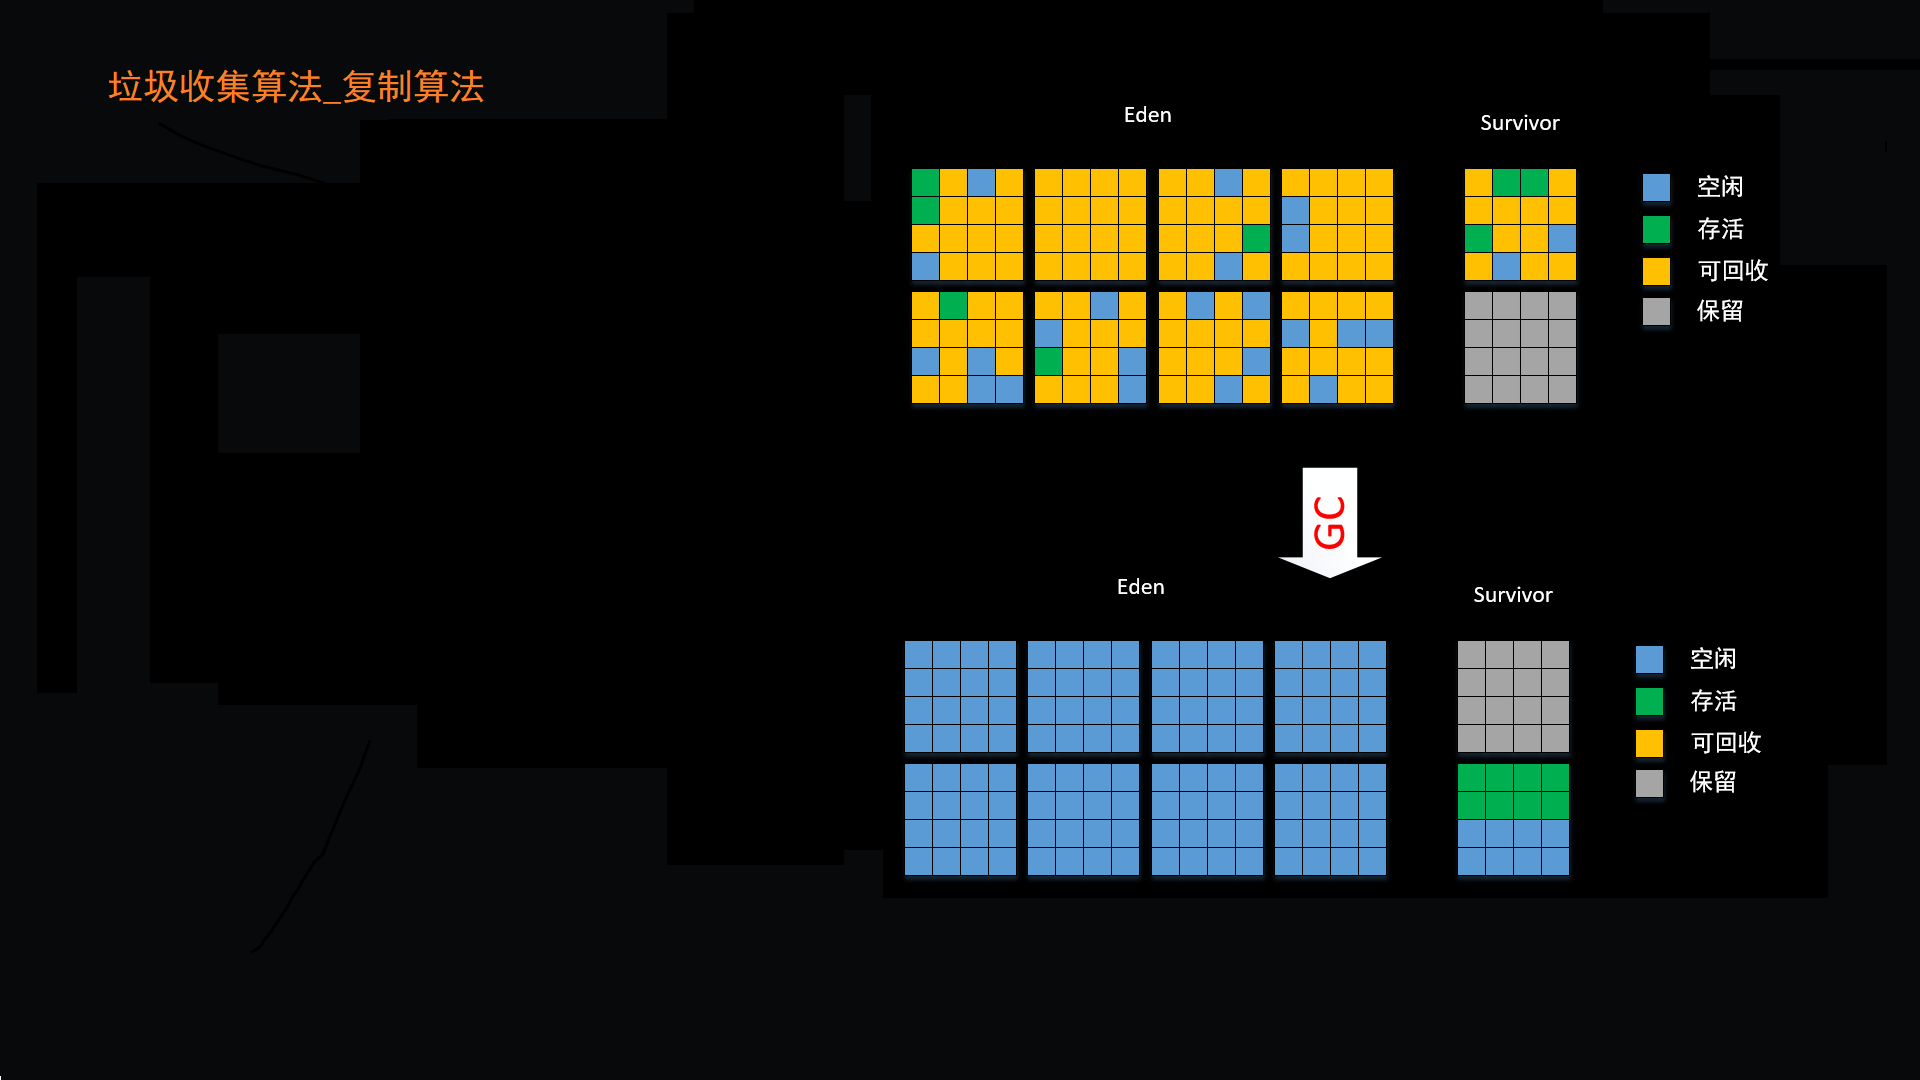 垃圾收集算法_复制算法
Eden
Survivor
空闲
存活
可回收
保留
GC
Eden
Survivor
空闲
存活
可回收
保留